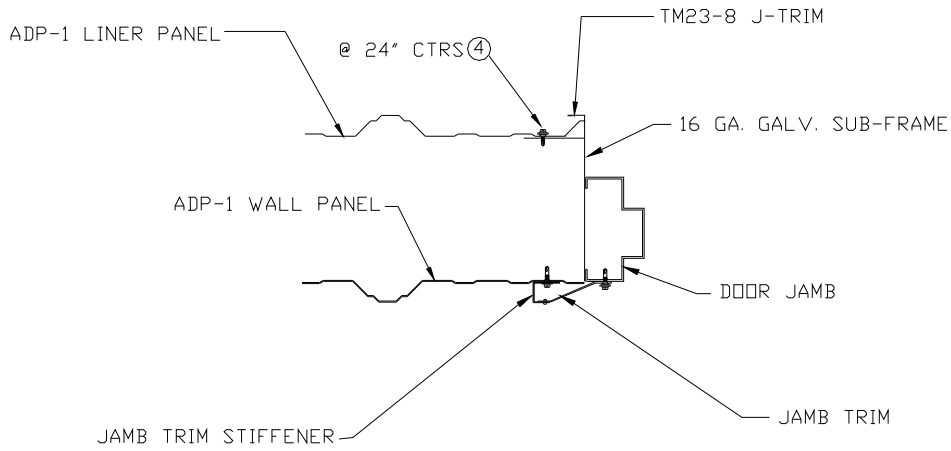 TM23-8 J-TRIM
ADP-1 LINER PANEL
@ 24" CTRS 4
16 GA. GALV. SUB-FRAME
ADP-1 WALL PANEL
DOOR JAMB
JAMB TRIM
JAMB TRIM STIFFENER